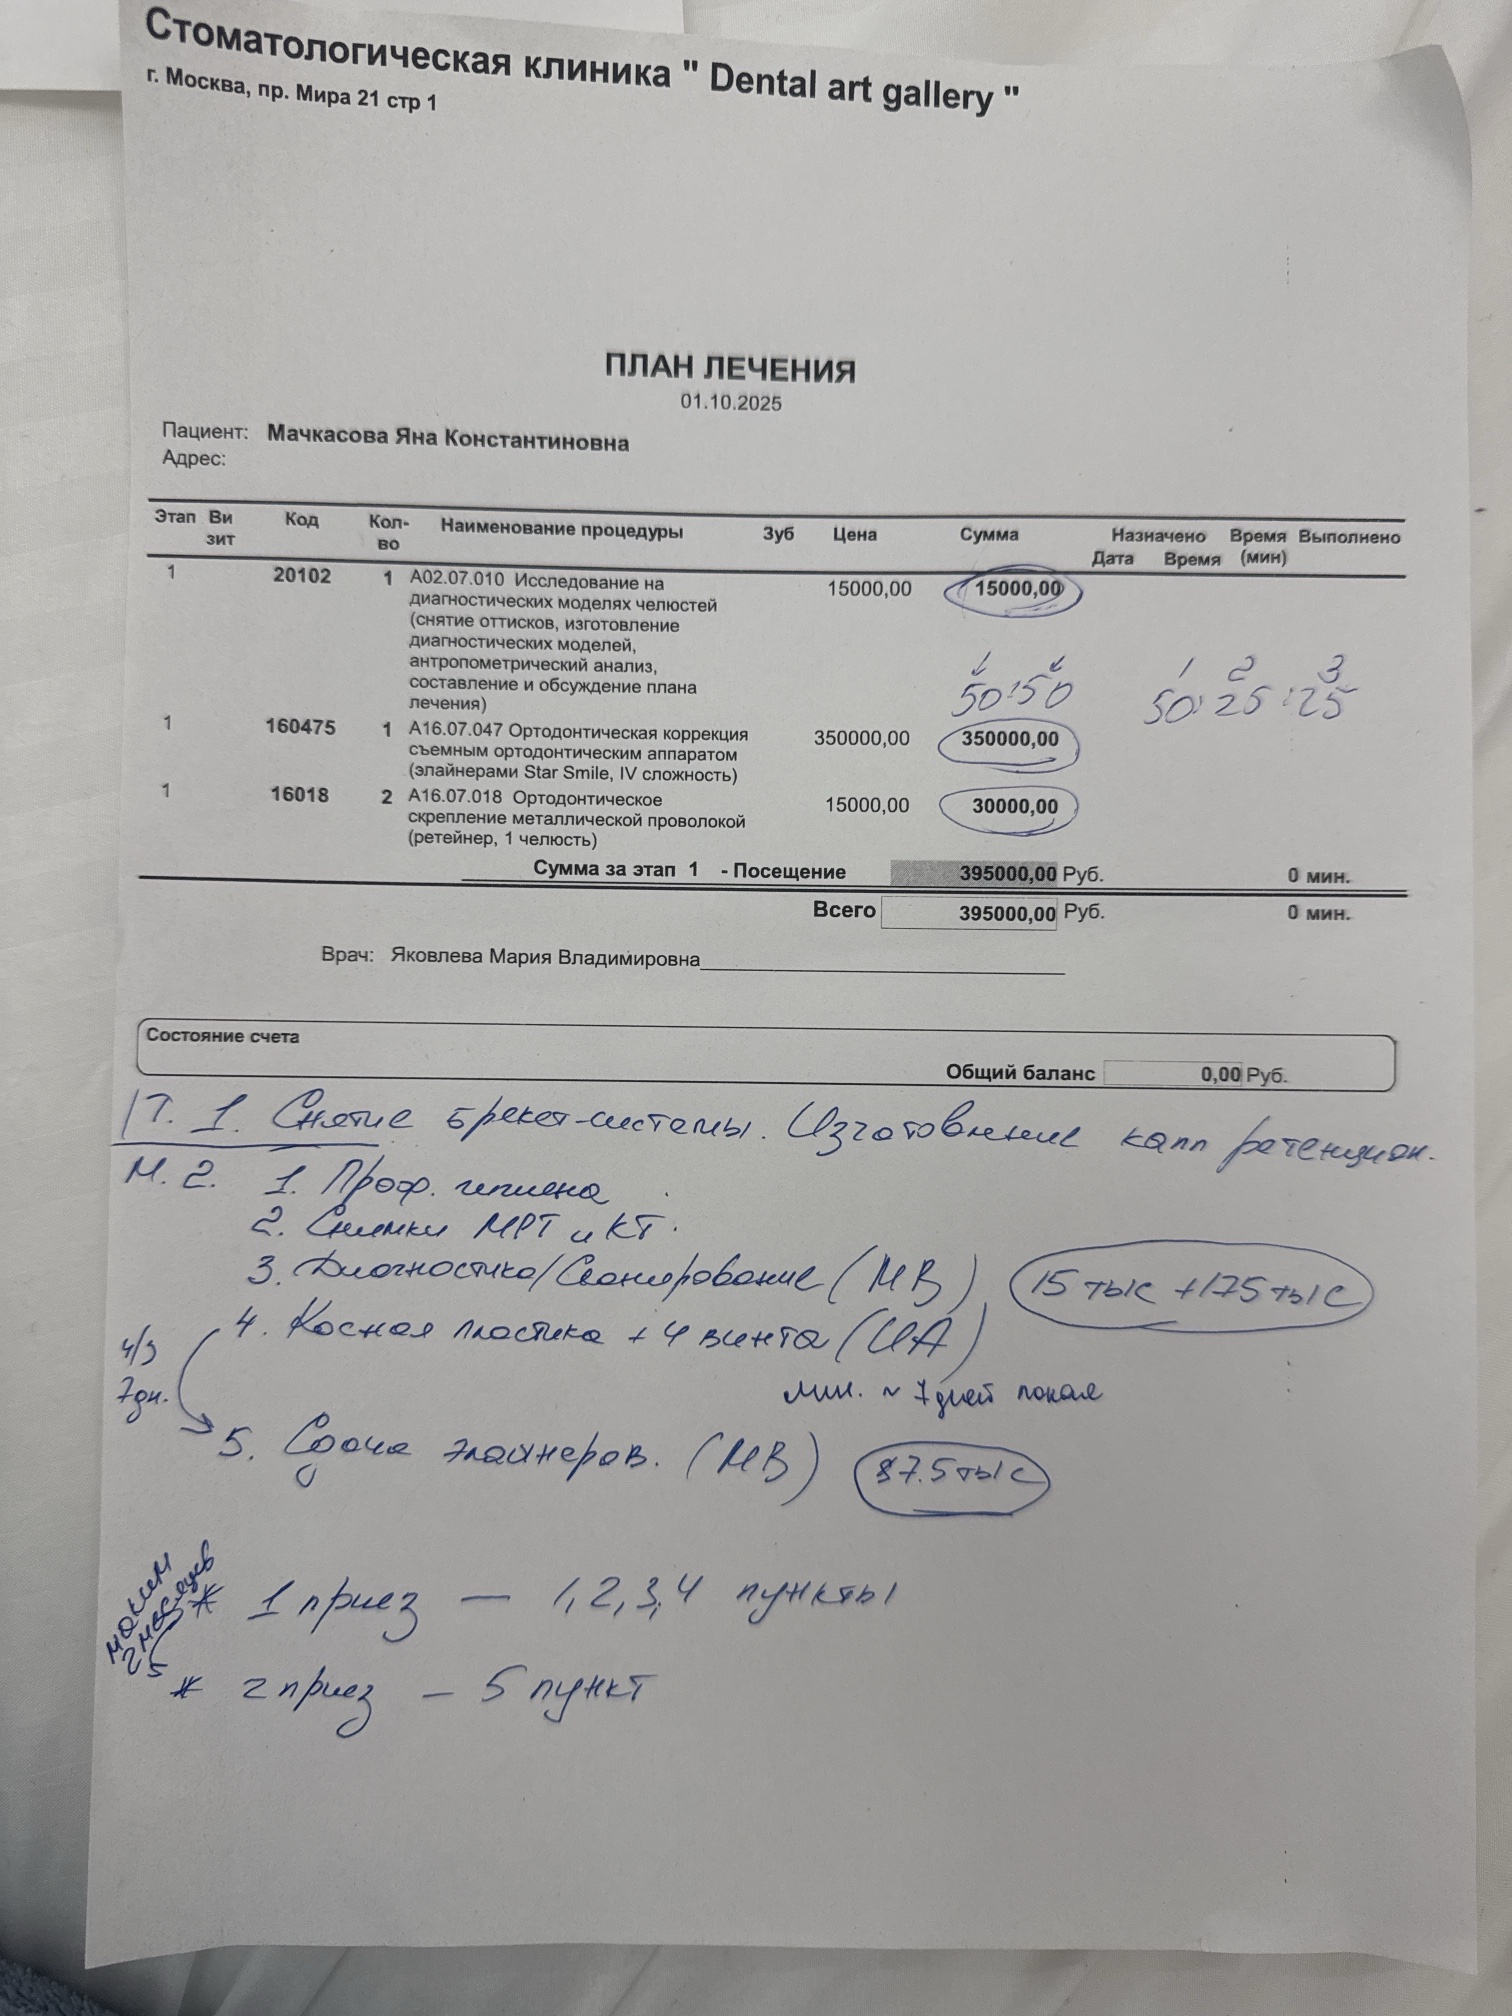 Стоматологическая клиника " Dental art gallery "
г. Москва, пр. Мира 21 стр 1
ПЛАН ЛЕЧЕНИЯ
01.10.2025
Пациент: Мачкасова Яна Константиновна
Адрес:
Этап Ви Код Кол- Наименование процедуры Зуб Цена Сумма Назначено Время Выполнено
зит во Дата Время (мин)
1 20102 1 A02.07.010 Исследование на 15000,00 15000,00
диагностических моделях челюстей
(снятие оттисков, изготовление
диагностических моделей,
антропометрический анализ, 1 2 3
составление и обсуждение плана 50:50 50:25:25
лечения)
1 160475 1 A16.07.047 Ортодонтическая коррекция 350000,00 350000,00
съемным ортодонтическим аппаратом
(элайнерами Star Smile, IV сложность)
1 16018 2 A16.07.018 Ортодонтическое 15000,00 30000,00
скрепление металлической проволокой
(ретейнер, 1 челюсть)
Сумма за этап 1 - Посещение 395000,00 Руб. 0 мин.
Всего 395000,00 Руб. 0 мин.
Врач: Яковлева Мария Владимировна
Состояние счета
Общий баланс 0,00 Руб.
1. Снятие брекет-системы. Изготовление капп ретенцион.
М. 2. 1. Проф. гигиена
2. Снимки МРТ и КТ.
3. Диагностика/Сканирование (МВ) 15 тыс + 175 тыс
4. Косная пластика + 4 винта (ИА)
ч/з
7дн. мин. ~ 7 дней покоя
5. Сдача элайнеров. (МВ) 87.5 тыс
* 1 приез — 1,2,3,4 пункты
* 2 приез — 5 пункт